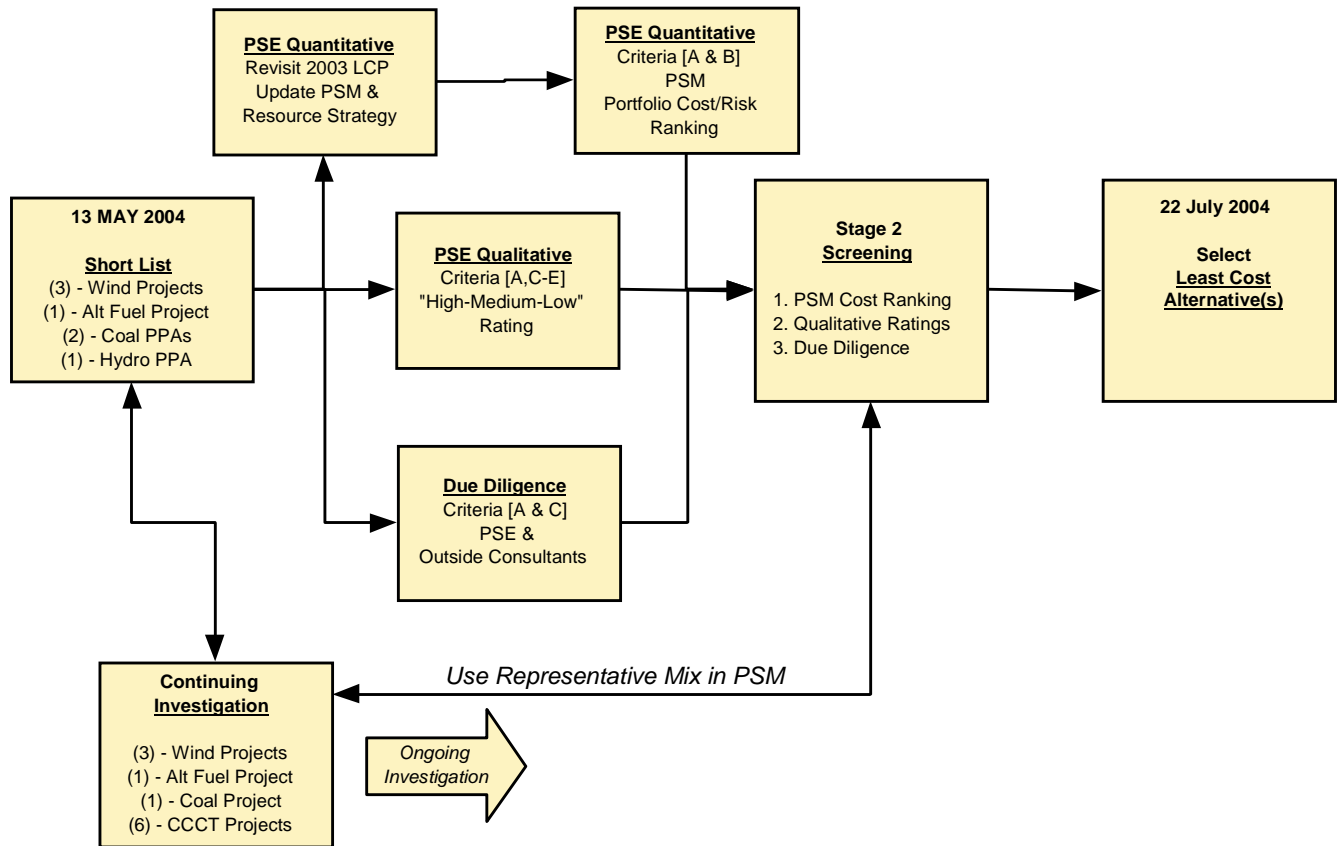 PSE Quantitative
Revisit 2003 LCP
Update PSM &
Resource Strategy
PSE Quantitative
Criteria [A & B]
PSM
Portfolio Cost/Risk
Ranking
13 MAY 2004
Short List
(3) - Wind Projects
(1) - Alt Fuel Project
(2) - Coal PPAs
(1) - Hydro PPA
PSE Qualitative
Criteria [A,C-E]
"High-Medium-Low"
Rating
Stage 2
Screening
1. PSM Cost Ranking
2. Qualitative Ratings
3. Due Diligence
22 July 2004
Select
Least Cost
Alternative(s)
Due Diligence
Criteria [A & C]
PSE &
Outside Consultants
Continuing
Investigation
(3) - Wind Projects
(1) - Alt Fuel Project
(1) - Coal Project
(6) - CCCT Projects
Use Representative Mix in PSM
Ongoing
Investigation